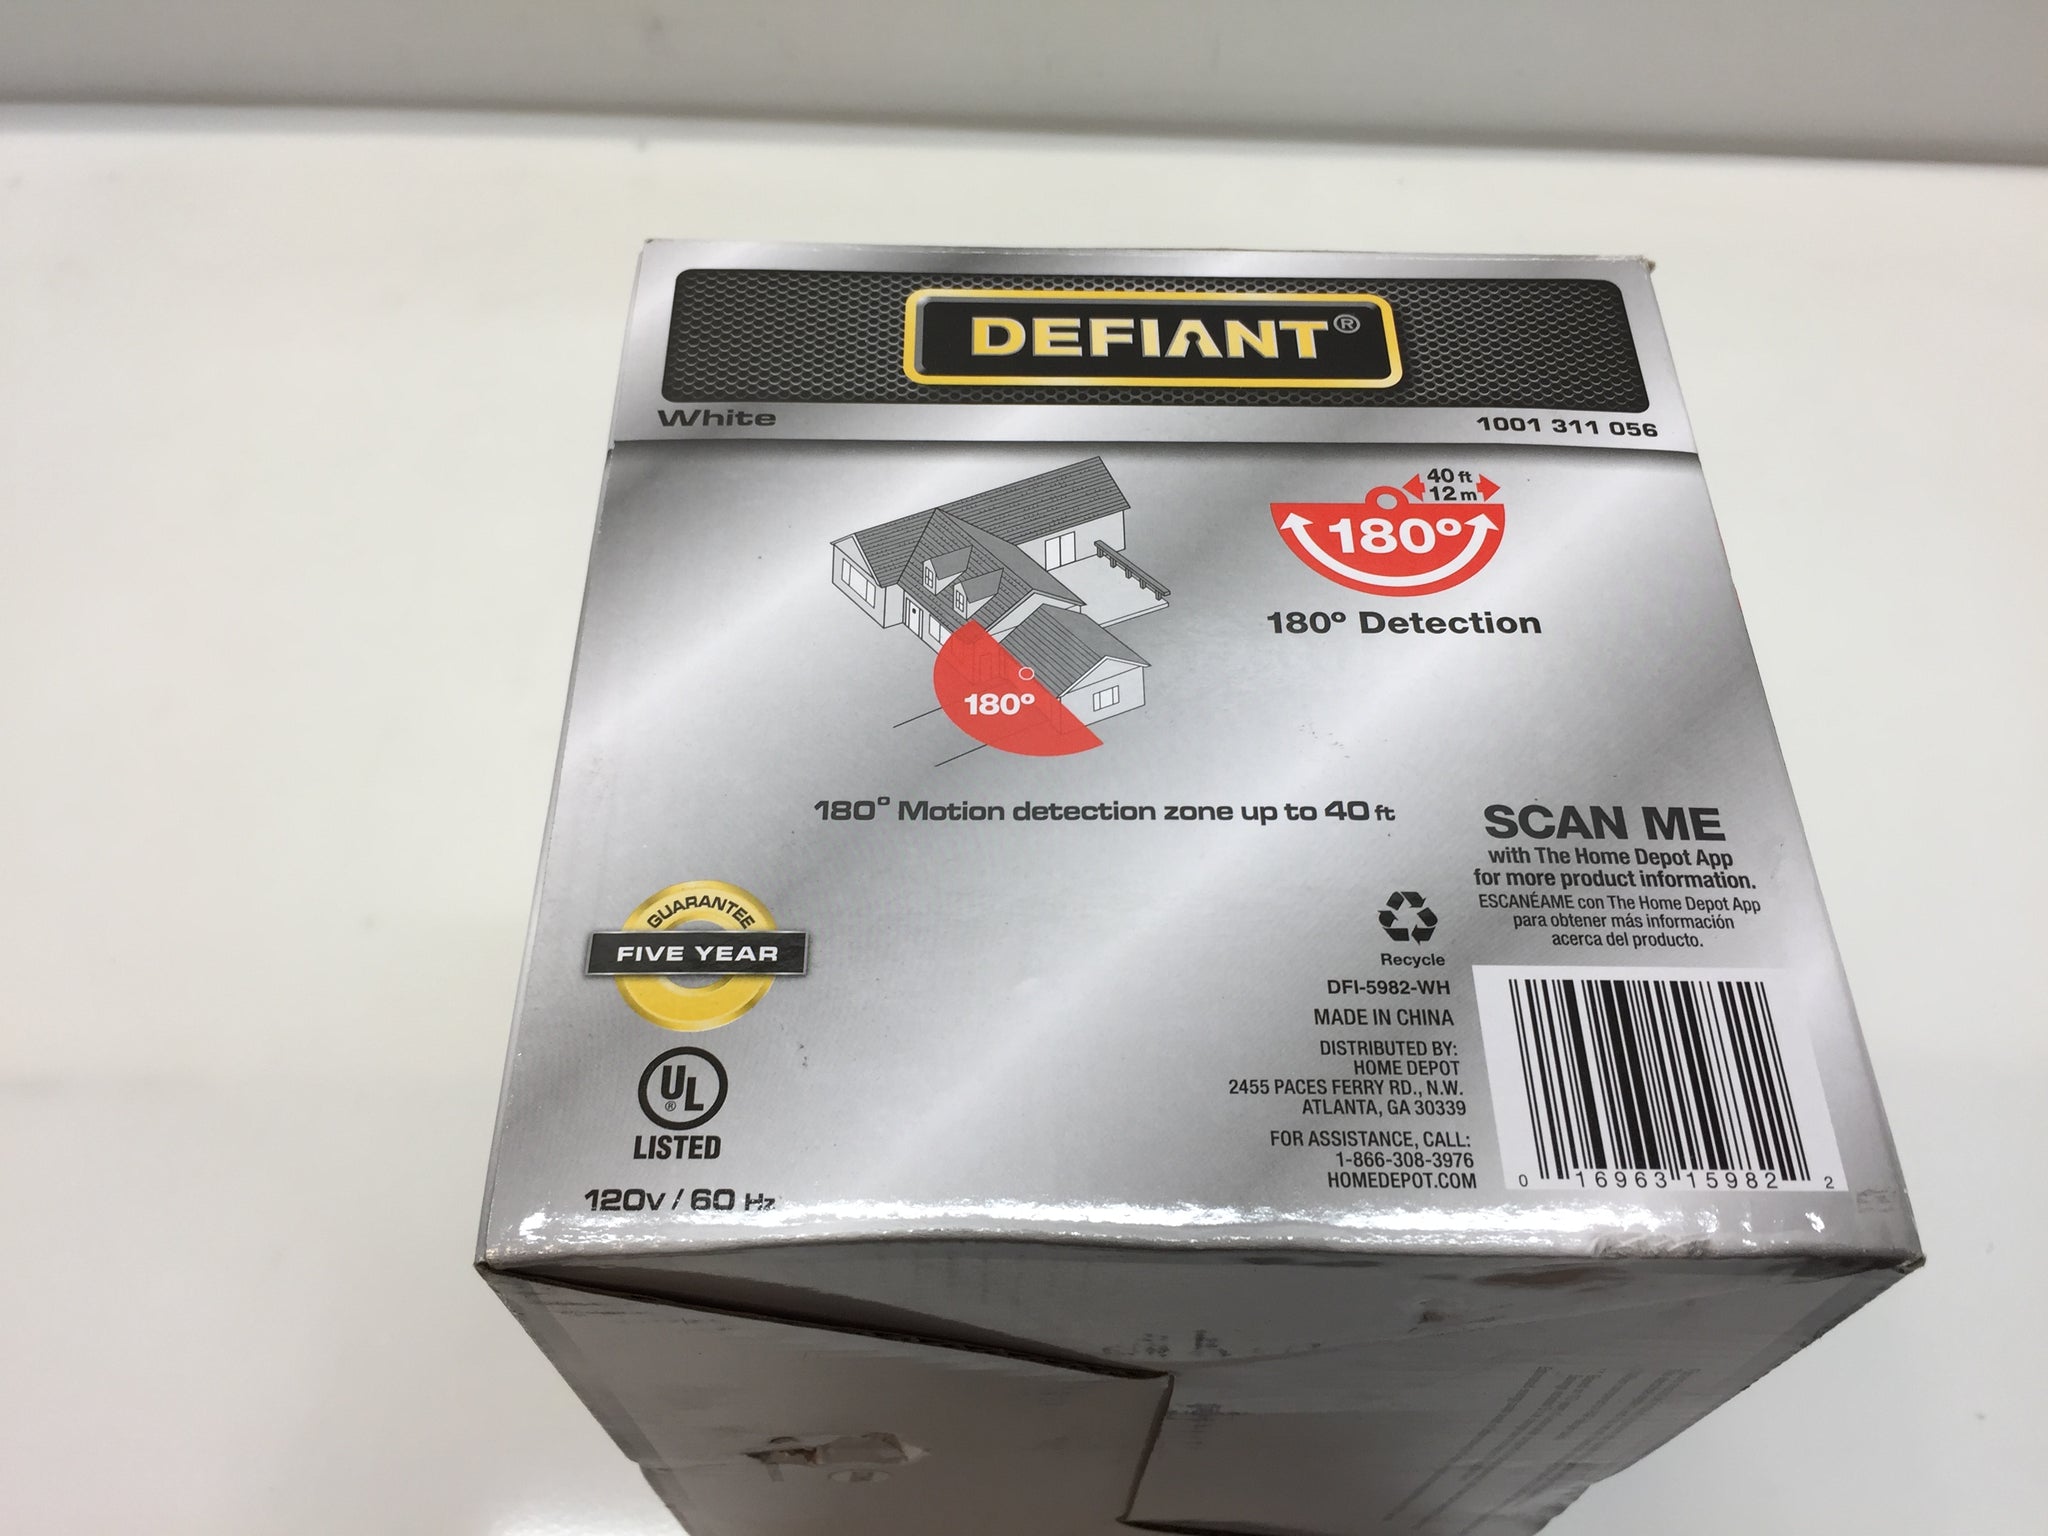 DEFIANT®
White
1001 311 056
40 ft
12 m
180º
180º Detection
180º
180º Motion detection zone up to 40 ft
SCAN ME
with The Home Depot App
for more product information.
ESCANÉAME con The Home Depot App
para obtener más información
acerca del producto.
GUARANTEE
FIVE YEAR
Recycle
DFI-5982-WH
MADE IN CHINA
DISTRIBUTED BY:
HOME DEPOT
2455 PACES FERRY RD., N.W.
ATLANTA, GA 30339
FOR ASSISTANCE, CALL:
1-866-308-3976
HOMEDEPOT.COM
UL®
LISTED
120V / 60 Hz
0 16963 15982 2